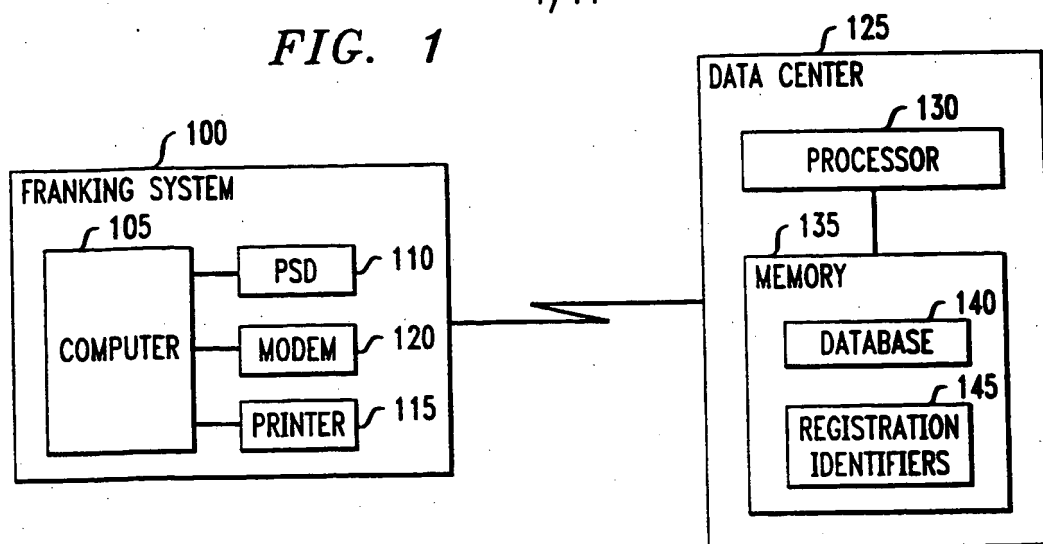 FIG. 1
100
FRANKING SYSTEM
105
COMPUTER
PSD
110
MODEM
120
PRINTER
115
125
DATA CENTER
130
PROCESSOR
135
MEMORY
140
DATABASE
145
REGISTRATION
IDENTIFIERS